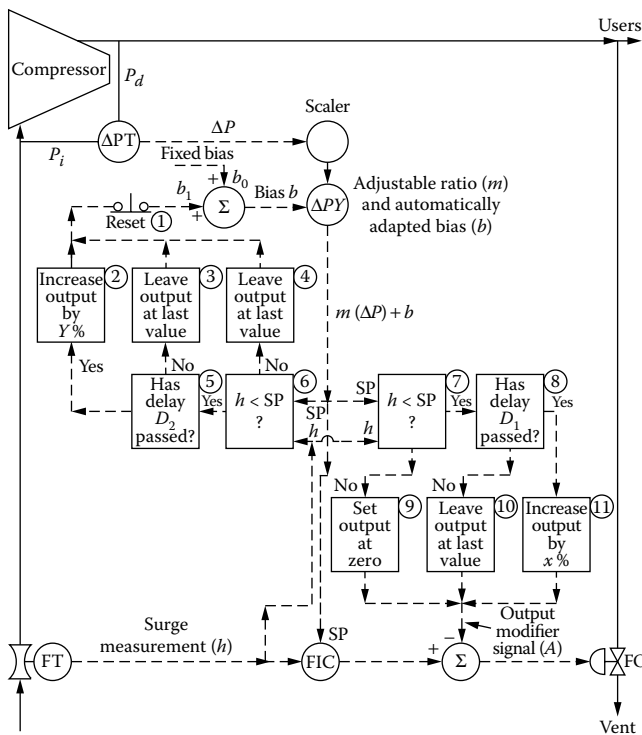 Users
Compressor
P_d
Scaler
ΔPT
ΔP
P_i
Fixed bias
+
b_0
b_1
Bias b
ΔPY
Adjustable ratio (m)
and automatically
adapted bias (b)
Σ
+
Reset
1
Increase
output
by
Y%
2
Leave
output
at last
value
3
Leave
output
at last
value
4
m(ΔP) + b
Yes
No
No
Has
delay
D_2
passed?
5
Yes
h < SP
?
6
SP
h
SP
h
h < SP
?
7
Yes
Has
delay
D_1
passed?
8
Yes
No
No
Set
output
at
zero
9
Leave
output
at last
value
10
Increase
output
by
x%
11
Surge
measurement (h)
SP
Output
modifier
signal (A)
−
+
FT
FIC
Σ
FO
Vent